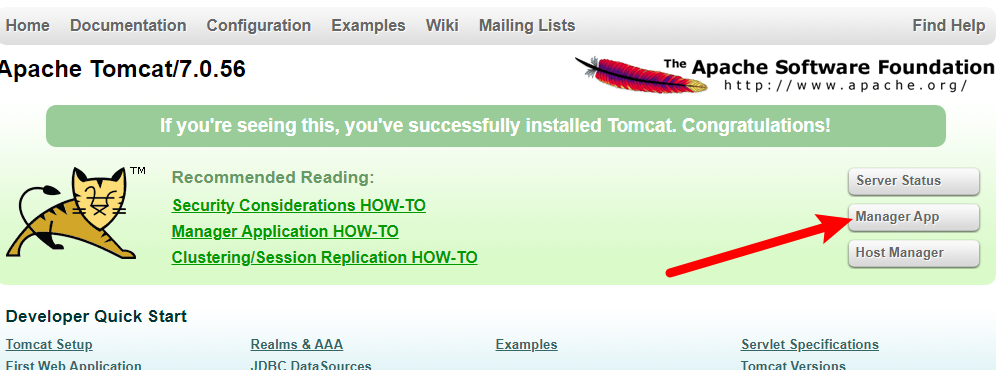 Home Documentation Configuration Examples Wiki Mailing Lists Find Help
Apache Tomcat/7.0.56
The Apache Software Foundation
http://www.apache.org/
If you're seeing this, you've successfully installed Tomcat. Congratulations!
TM
Recommended Reading:
Security Considerations HOW-TO
Manager Application HOW-TO
Clustering/Session Replication HOW-TO
Server Status
Manager App
Host Manager
Developer Quick Start
Tomcat Setup Realms & AAA Examples Servlet Specifications
First Web Application JDBC DataSources Tomcat Versions